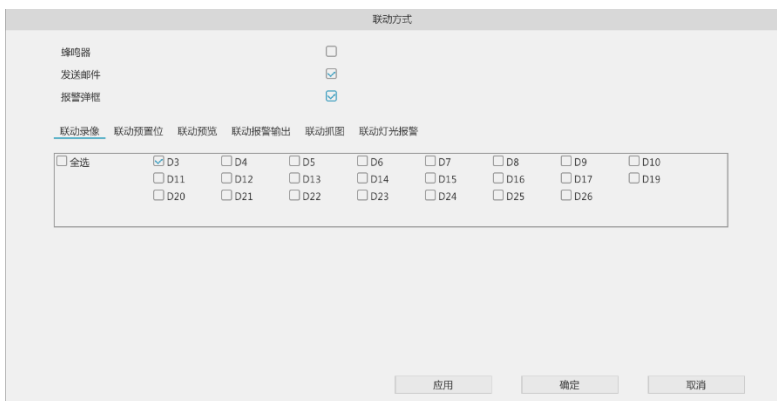 联动方式
蜂鸣器
发送邮件
报警弹框
联动录像 联动预置位 联动预览 联动报警输出 联动抓图 联动灯光报警
全选 D3 D4 D5 D6 D7 D8 D9 D10
D11 D12 D13 D14 D15 D16 D17 D19
D20 D21 D22 D23 D24 D25 D26
应用 确定 取消